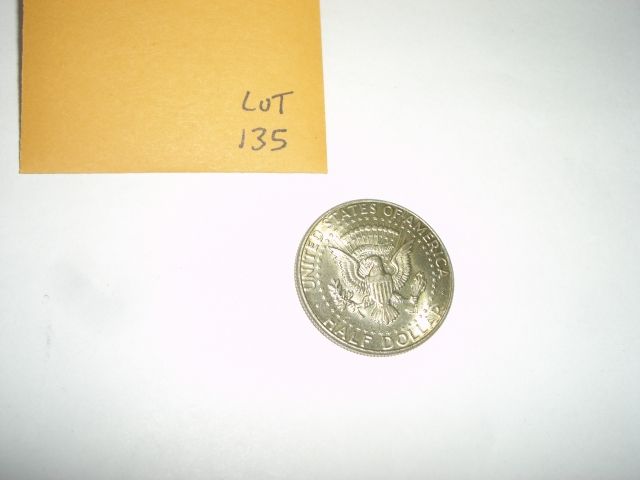 LOT
135
UNITED STATES OF AMERICA
HALF DOLLAR